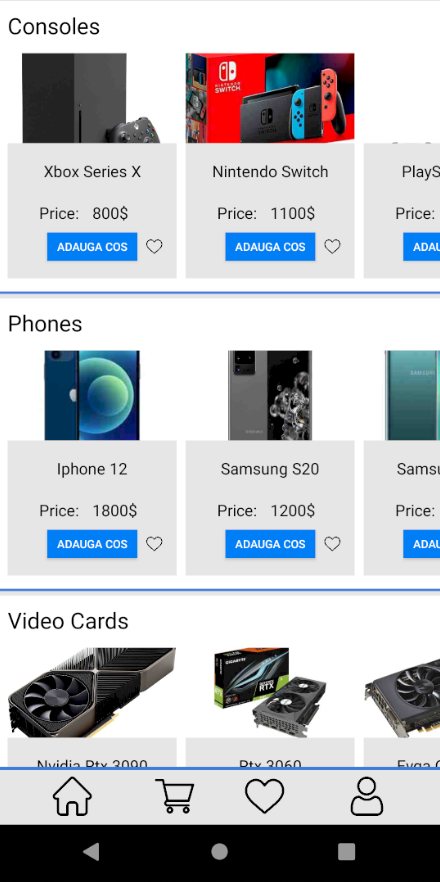 Consoles
NINTENDO
SWITCH
Xbox Series X
Nintendo Switch
PlayS
Price: 800$
Price: 1100$
Price:
ADAUGA COS
ADAUGA COS
ADAU
Phones
SAMSUNG
Iphone 12
Samsung S20
Samsu
Price: 1800$
Price: 1200$
Price:
ADAUGA COS
ADAUGA COS
ADAU
Video Cards
GIGABYTE
RTX
Nvidia Rtx 3090
Rtx 3060
Evga